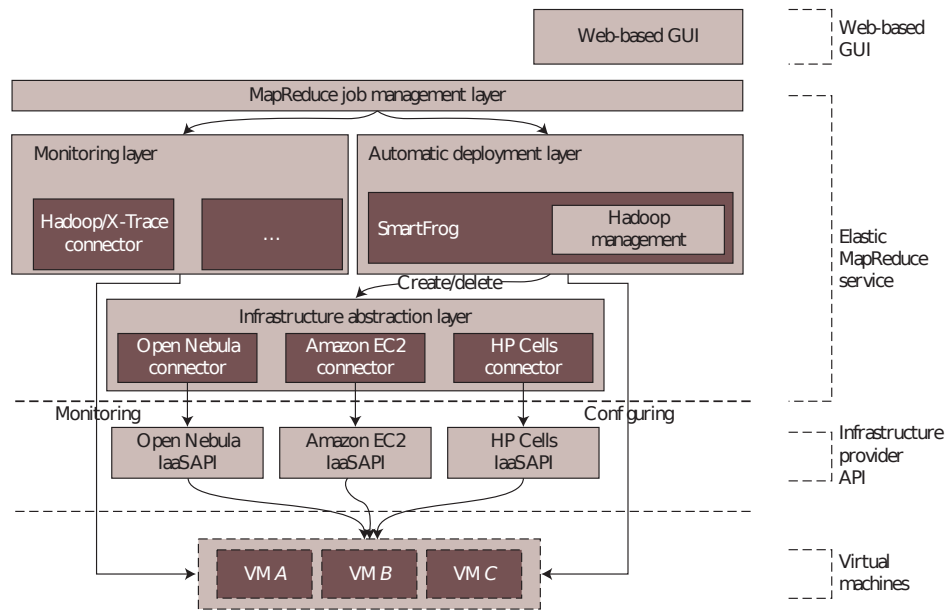 Web-based GUI
Web-based
GUI
MapReduce job management layer
Monitoring layer
Automatic deployment layer
Hadoop/X-Trace
connector
...
SmartFrog
Hadoop
management
Elastic
MapReduce
service
Create/delete
Infrastructure abstraction layer
Open Nebula
connector
Amazon EC2
connector
HP Cells
connector
Monitoring
Configuring
Open Nebula
IaaSAPI
Amazon EC2
IaaSAPI
HP Cells
IaaSAPI
Infrastructure
provider
API
VM A
VM B
VM C
Virtual
machines